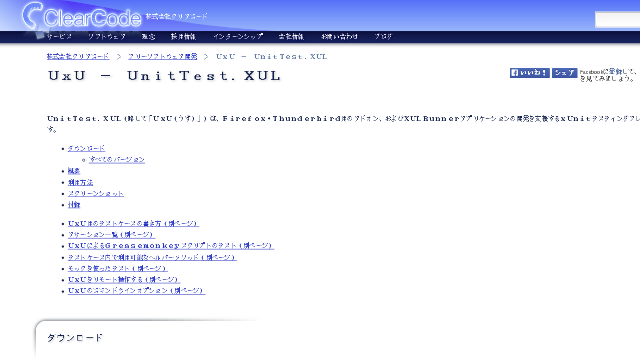 ClearCode 株式会社クリアコード
サービス ソフトウェア 理念 採用情報 インターンシップ 会社情報 お問い合わせ ブログ
株式会社クリアコード > フリーソフトウェア開発 > UxU - UnitTest.XUL
UxU - UnitTest.XUL
いいね! シェア Facebookに登録して、
を見てみましょう。
UnitTest.XUL(略して「UxU(うず)」)は、Firefox・Thunderbird用のアドオン、およびXULRunnerアプリケーションの開発を支援するxUnitテスティングフレ
す。
ダウンロード
すべてのバージョン
概要
利用方法
スクリーンショット
付録
UxU用のテストケースの書き方(別ページ)
アサーション一覧(別ページ)
UxUによるGreasemonkeyスクリプトのテスト(別ページ)
テストケース内で利用可能なヘルパーメソッド(別ページ)
モックを使ったテスト(別ページ)
UxUをリモート操作する(別ページ)
UxUのコマンドラインオプション(別ページ)
ダウンロード